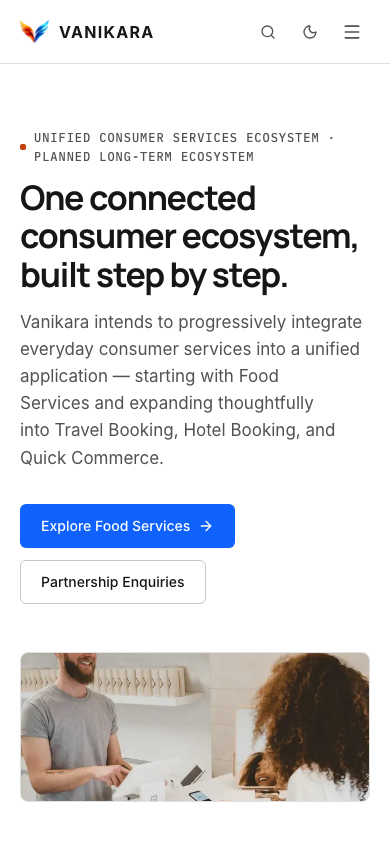 VANIKARA
UNIFIED CONSUMER SERVICES ECOSYSTEM ·
PLANNED LONG-TERM ECOSYSTEM
One connected
consumer ecosystem,
built step by step.
Vanikara intends to progressively integrate
everyday consumer services into a unified
application — starting with Food
Services and expanding thoughtfully
into Travel Booking, Hotel Booking, and
Quick Commerce.
Explore Food Services →
Partnership Enquiries